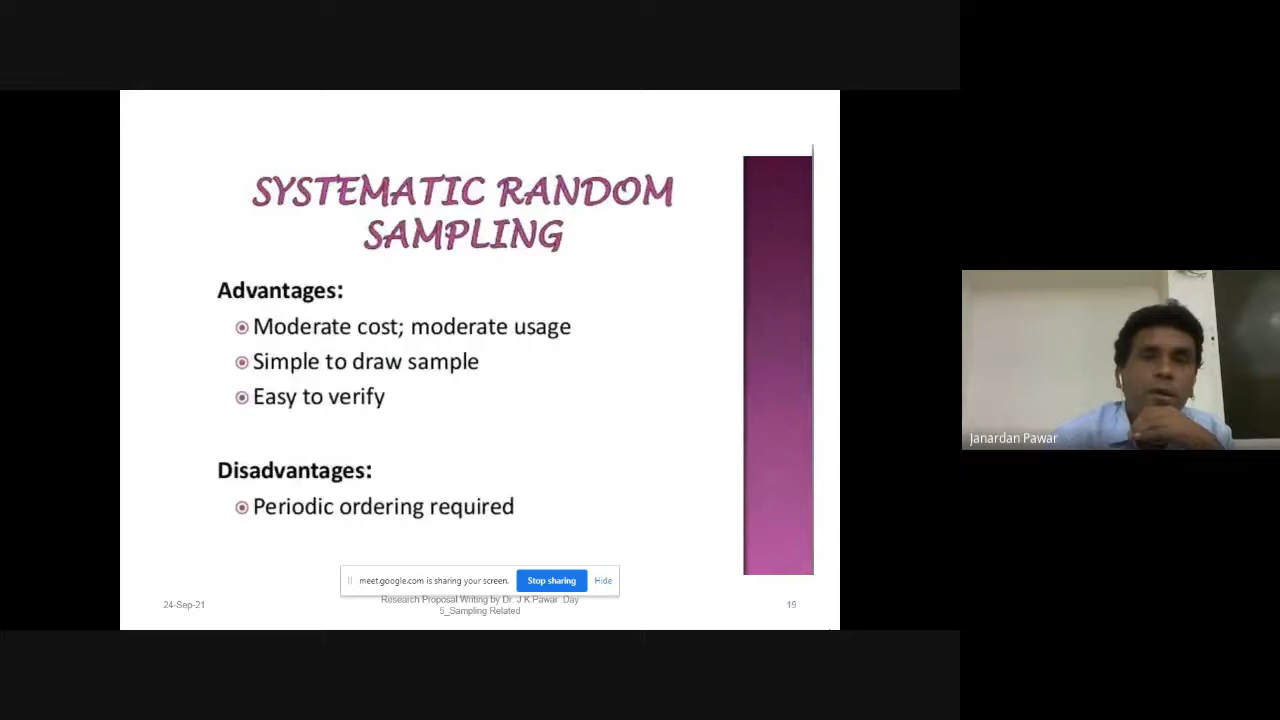 SYSTEMATIC RANDOM
SAMPLING
Advantages:
Moderate cost; moderate usage
Simple to draw sample
Easy to verify
Disadvantages:
Periodic ordering required
meet.google.com is sharing your screen.
Stop sharing
Hide
24-Sep-21
Research Proposal Writing by Dr. J K Pawar Day
5_Sampling Related
19
Janardan Pawar